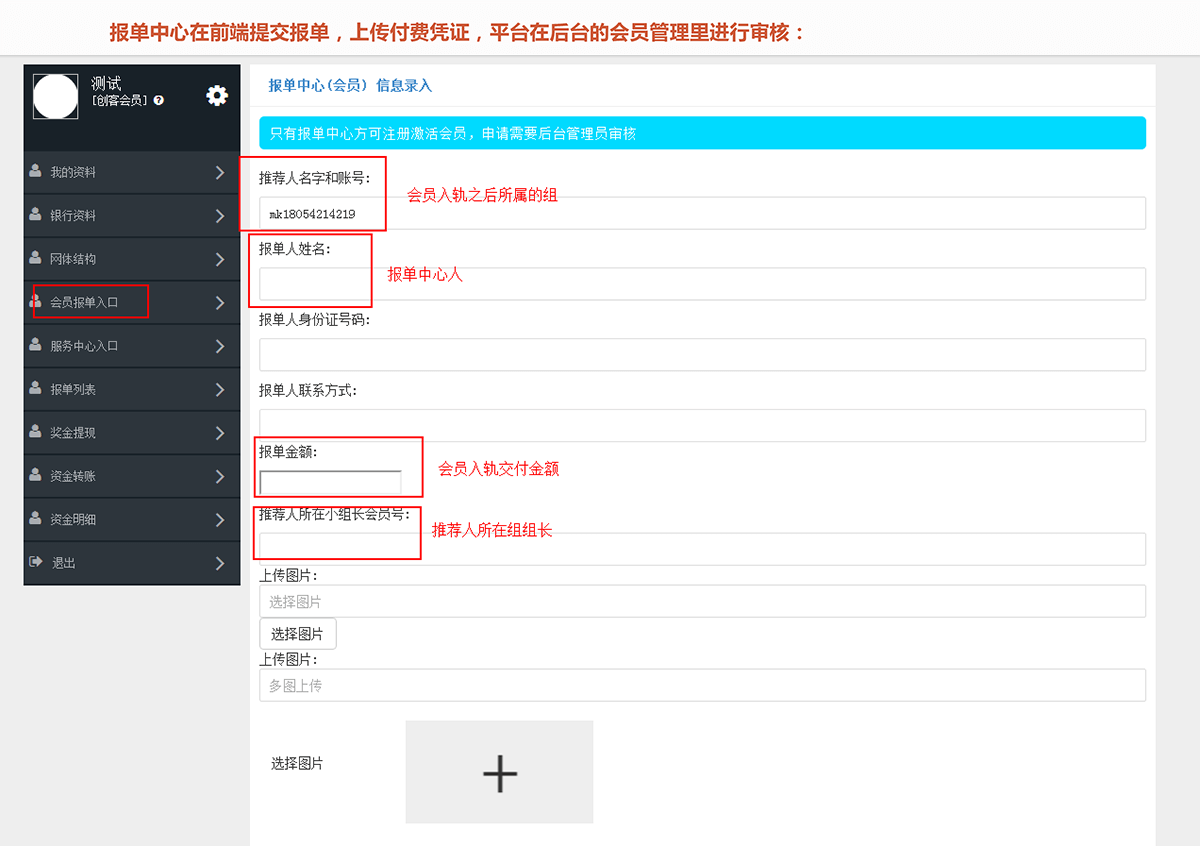 报单中心在前端提交报单，上传付费凭证，平台在后台的会员管理里进行审核：
测试
[创客会员]
我的资料
银行资料
网体结构
会员报单入口
服务中心入口
报单列表
奖金提现
资金转账
资金明细
退出
报单中心(会员) 信息录入
只有报单中心方可注册激活会员，申请需要后台管理员审核
推荐人名字和账号:
会员入轨之后所属的组
mk18054214219
报单人姓名:
报单中心人
报单人身份证号码:
报单人联系方式:
报单金额:
会员入轨交付金额
推荐人所在小组长会员号:
推荐人所在组组长
上传图片:
选择图片
选择图片
上传图片:
多图上传
选择图片